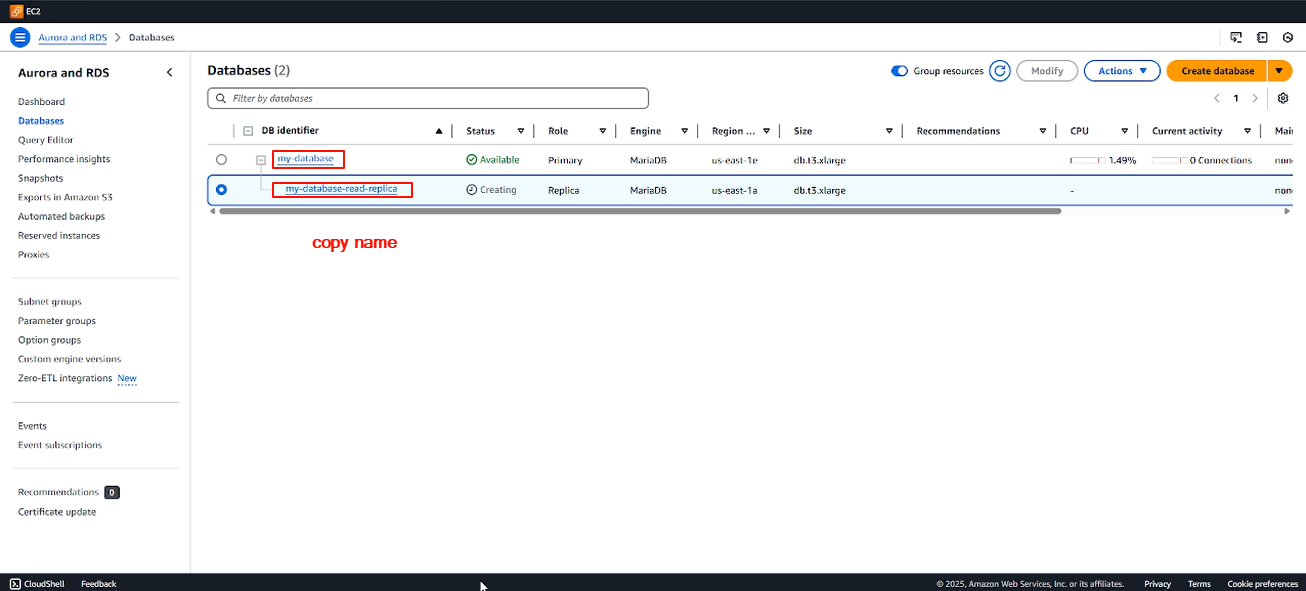 EC2
Aurora and RDS > Databases
Aurora and RDS
Dashboard
Databases
Query Editor
Performance insights
Snapshots
Exports in Amazon S3
Automated backups
Reserved instances
Proxies
Subnet groups
Parameter groups
Option groups
Custom engine versions
Zero-ETL integrations New
Events
Event subscriptions
Recommendations 0
Certificate update
Databases (2)
Group resources
Modify
Actions
Create database
Filter by databases
1
DB identifier Status Role Engine Region ... Size Recommendations CPU Current activity Mai
my-database Available Primary MariaDB us-east-1e db.t3.xlarge 1.49% 0 Connections none
my-database-read-replica Creating Replica MariaDB us-east-1a db.t3.xlarge - none
copy name
CloudShell Feedback © 2025, Amazon Web Services, Inc. or its affiliates. Privacy Terms Cookie preferences